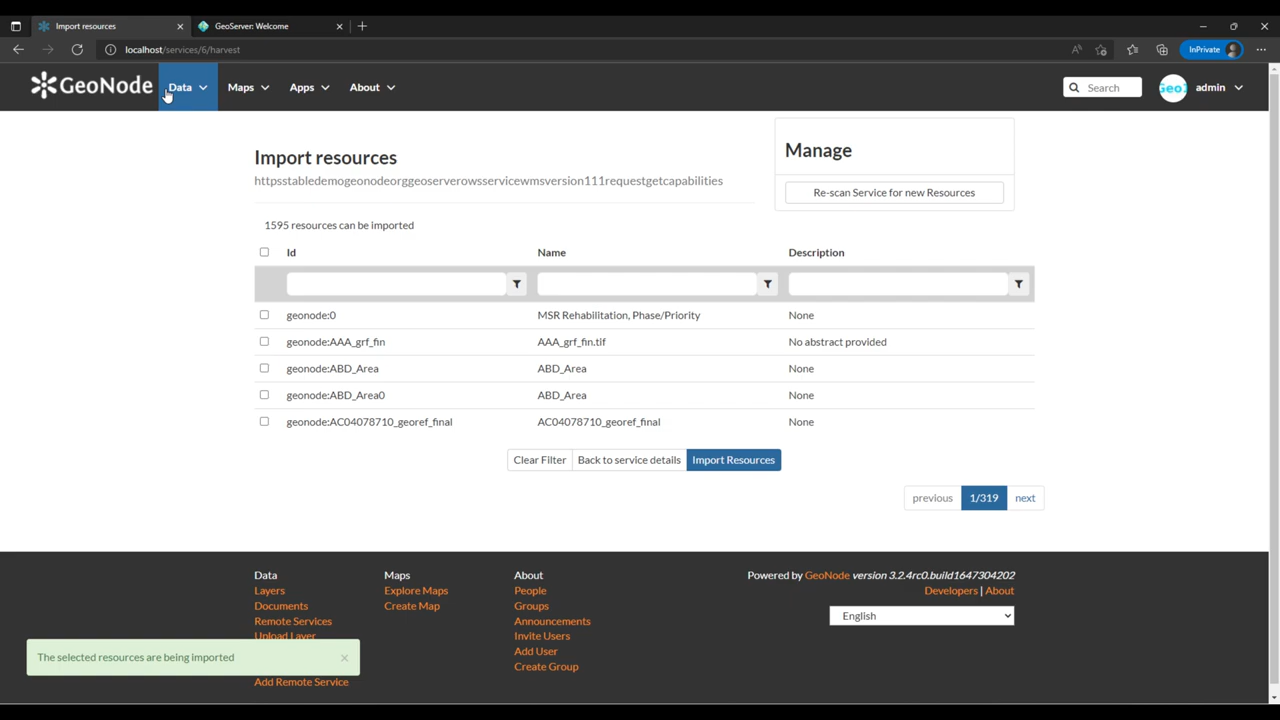 Import resources
GeoServer: Welcome
localhost/services/6/harvest
InPrivate
GeoNode
Data
Maps
Apps
About
Search
admin
Import resources
httpsstabledemogeonodeorggeoserverowsservicewmsversion111requestgetcapabilities
Manage
Re-scan Service for new Resources
1595 resources can be imported
Id Name Description
geonode:0 MSR Rehabilitation, Phase/Priority None
geonode:AAA_grf_fin AAA_grf_fin.tif No abstract provided
geonode:ABD_Area ABD_Area None
geonode:ABD_Area0 ABD_Area None
geonode:AC04078710_georef_final AC04078710_georef_final None
Clear Filter Back to service details Import Resources
previous 1/319 next
Data
Layers
Documents
Remote Services
Upload Layer
Add Remote Service
Maps
Explore Maps
Create Map
About
People
Groups
Announcements
Invite Users
Add User
Create Group
Powered by GeoNode version 3.2.4rc0.build1647304202
Developers | About
English
The selected resources are being imported